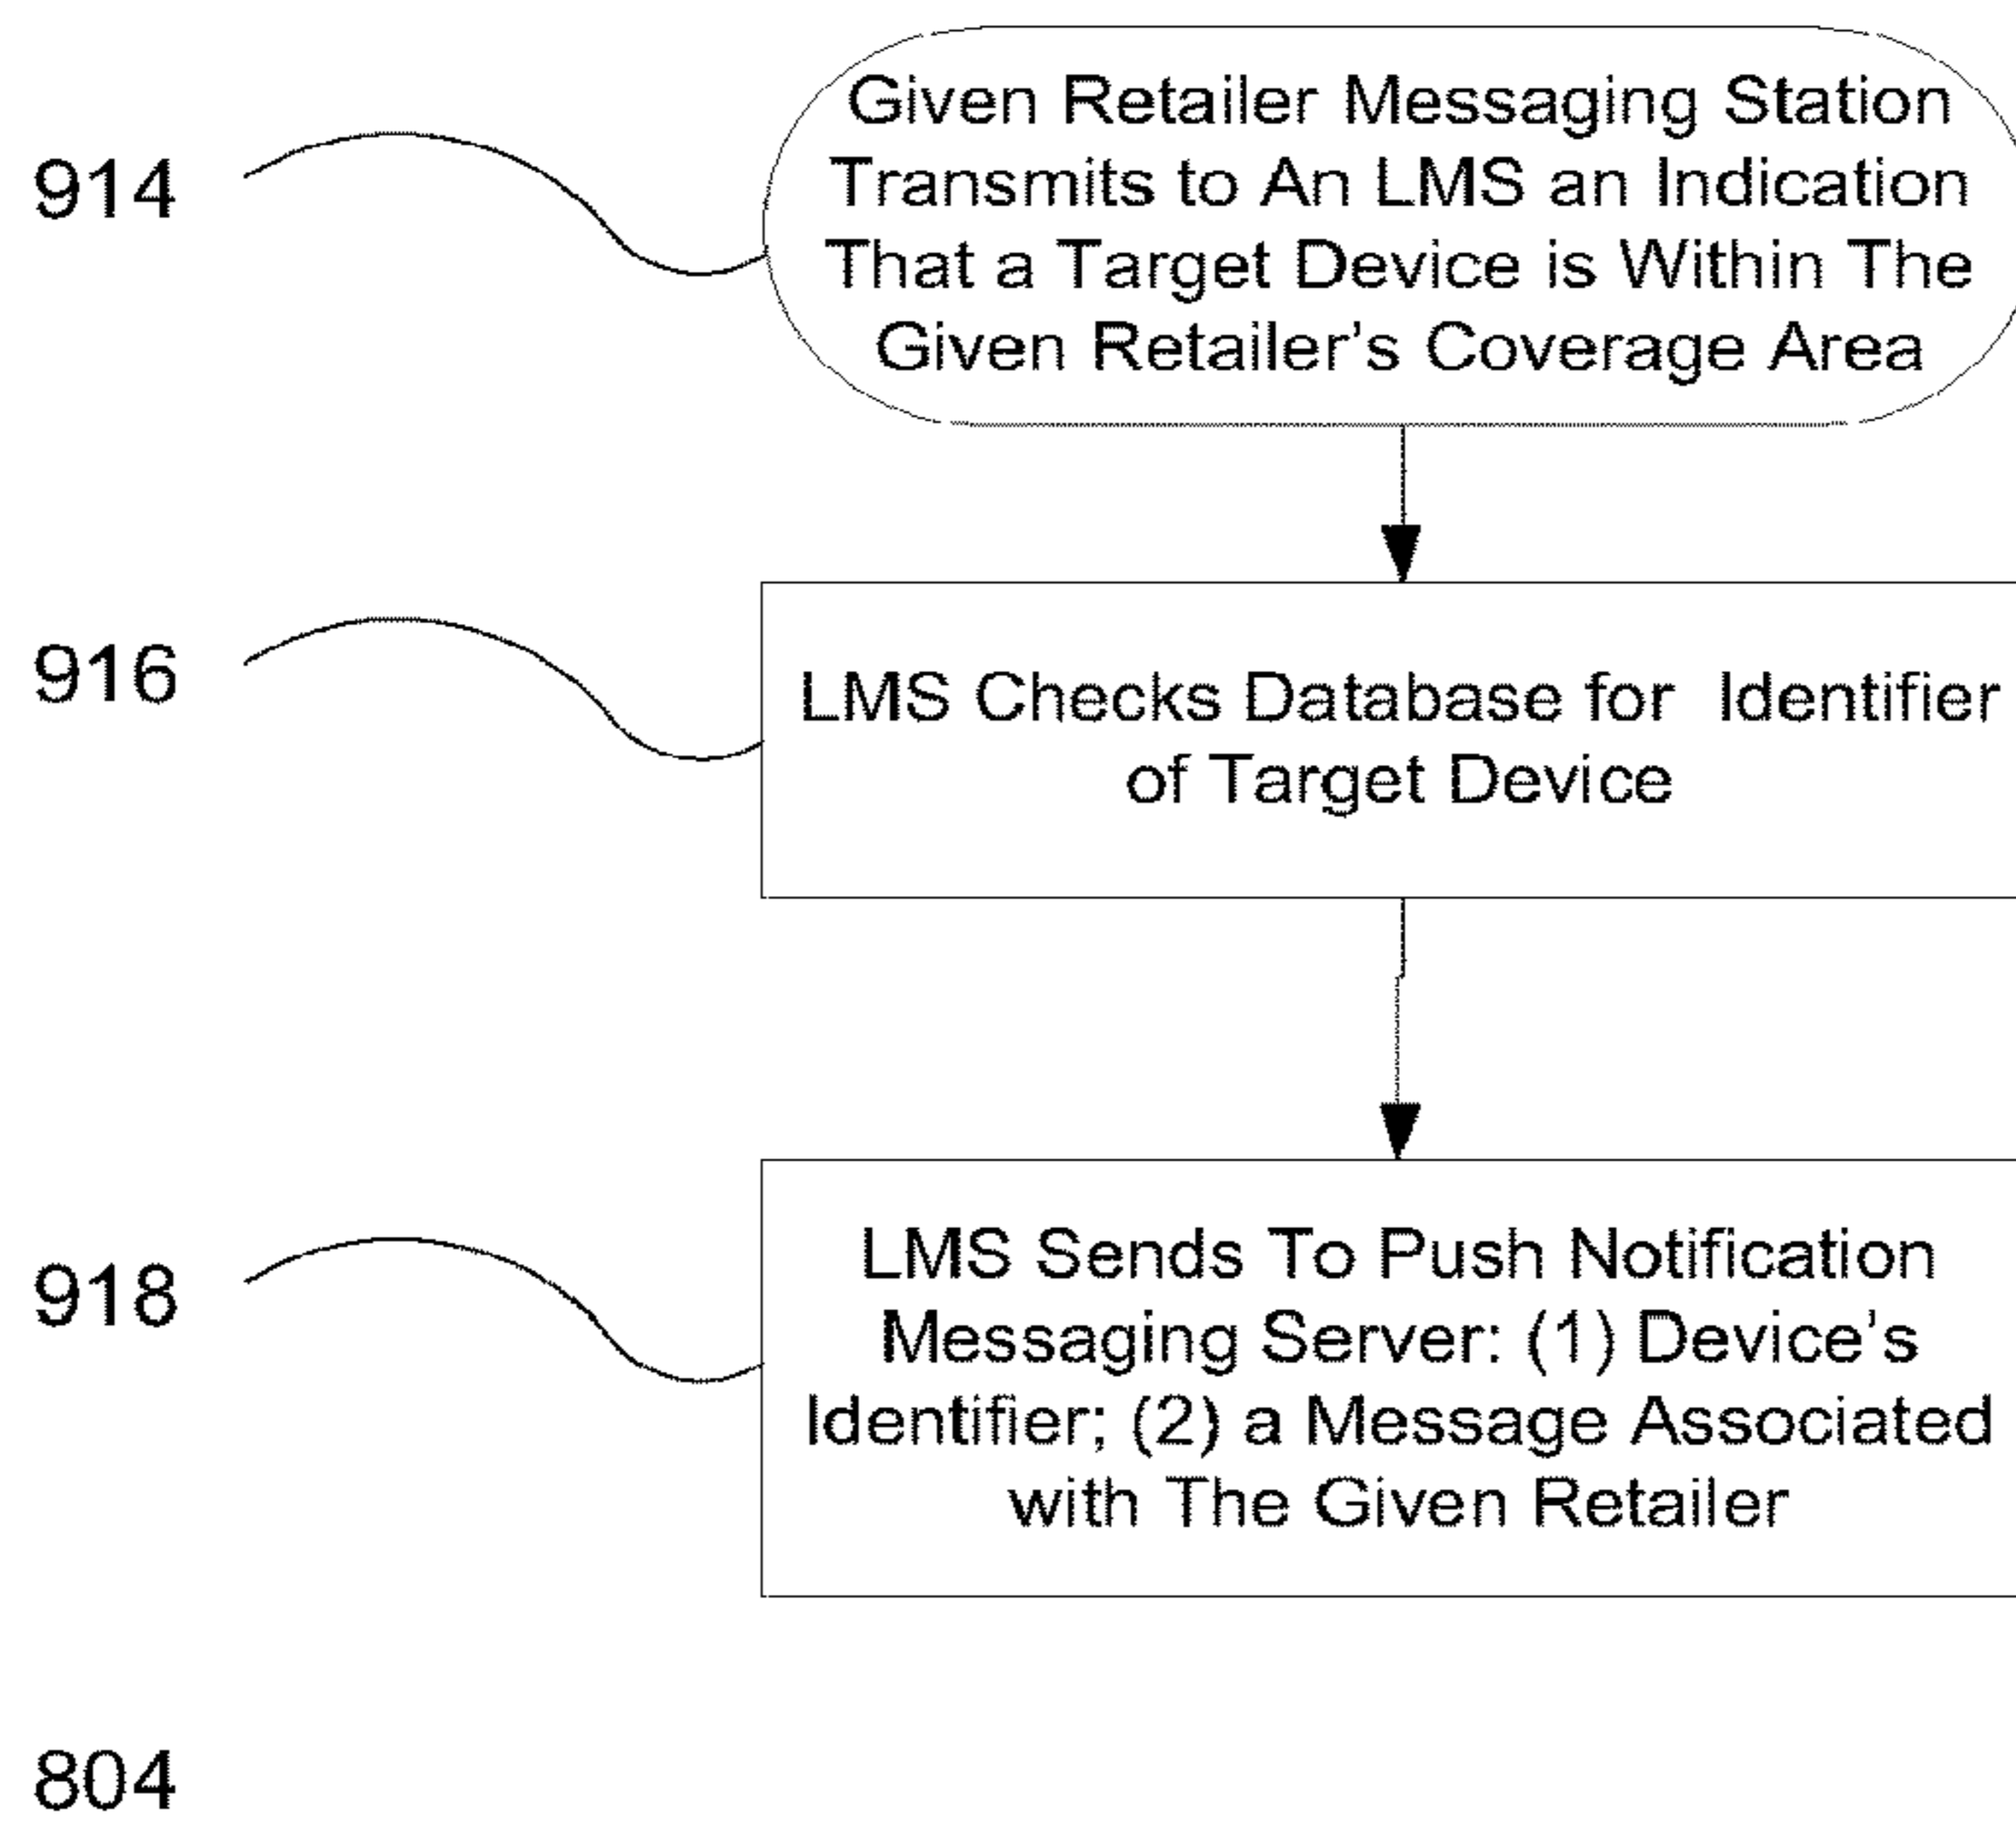 914
Given Retailer Messaging Station
Transmits to An LMS an Indication
That a Target Device is Within The
Given Retailer's Coverage Area
916
LMS Checks Database for Identifier
of Target Device
918
LMS Sends To Push Notification
Messaging Server: (1) Device's
Identifier; (2) a Message Associated
with The Given Retailer
804